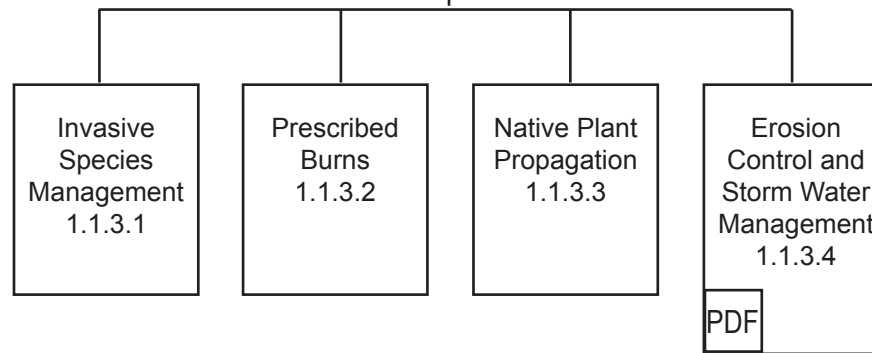 Invasive
Species
Management
1.1.3.1
Prescribed
Burns
1.1.3.2
Native Plant
Propagation
1.1.3.3
Erosion
Control and
Storm Water
Management
1.1.3.4
PDF